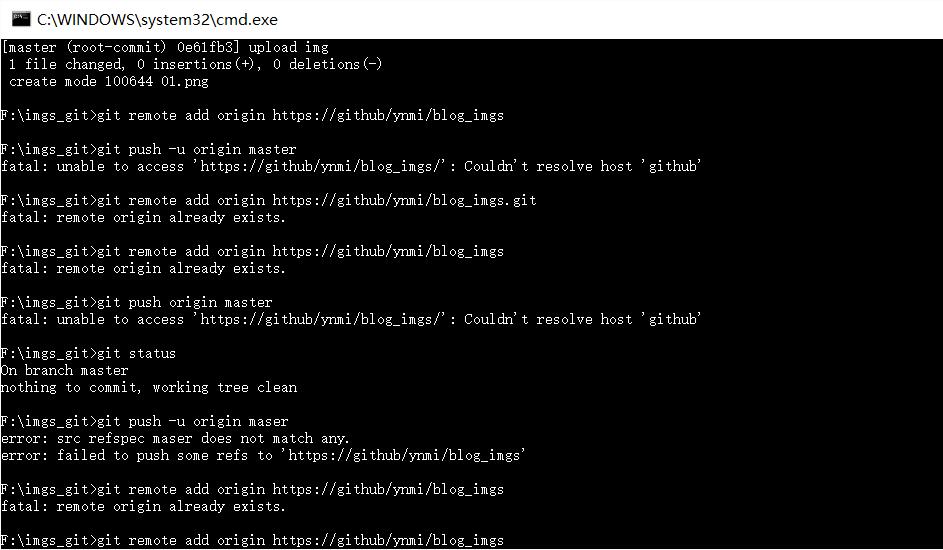 C:\WINDOWS\system32\cmd.exe
[master (root-commit) 0e61fb3] upload img
1 file changed, 0 insertions(+), 0 deletions(-)
create mode 100644 01.png
F:\imgs_git>git remote add origin https://github/ynmi/blog_imgs
F:\imgs_git>git push -u origin master
fatal: unable to access 'https://github/ynmi/blog_imgs/': Couldn't resolve host 'github'
F:\imgs_git>git remote add origin https://github/ynmi/blog_imgs.git
fatal: remote origin already exists.
F:\imgs_git>git remote add origin https://github/ynmi/blog_imgs
fatal: remote origin already exists.
F:\imgs_git>git push origin master
fatal: unable to access 'https://github/ynmi/blog_imgs/': Couldn't resolve host 'github'
F:\imgs_git>git status
On branch master
nothing to commit, working tree clean
F:\imgs_git>git push -u origin maser
error: src refspec maser does not match any.
error: failed to push some refs to 'https://github/ynmi/blog_imgs'
F:\imgs_git>git remote add origin https://github/ynmi/blog_imgs
fatal: remote origin already exists.
F:\imgs_git>git remote add origin https://github/ynmi/blog_imgs